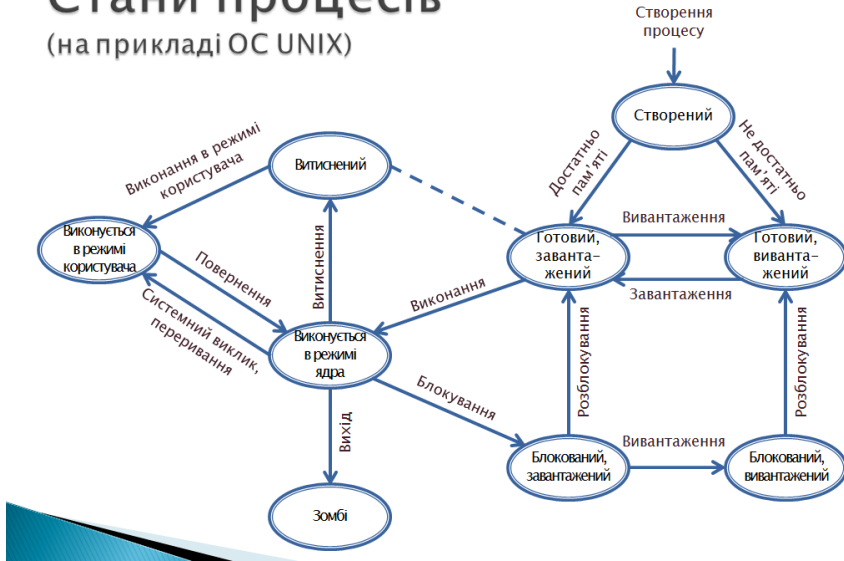 Стани процесів
(на прикладі ОС UNIX)
Створення
процесу
Створений
Достатньо
пам'яті
Не достатньо
пам'яті
Витиснений
Виконання в режимі
користувача
Виконується
в режимі
користувача
Повернення
Системний виклик,
переривання
Витиснення
Виконання
Готовий,
заванта-
жений
Вивантаження
Завантаження
Готовий,
виванта-
жений
Виконується
в режимі
ядра
Блокування
Розблокування
Розблокування
Вихід
Блокований,
завантажений
Вивантаження
Блокований,
вивантажений
Зомбі